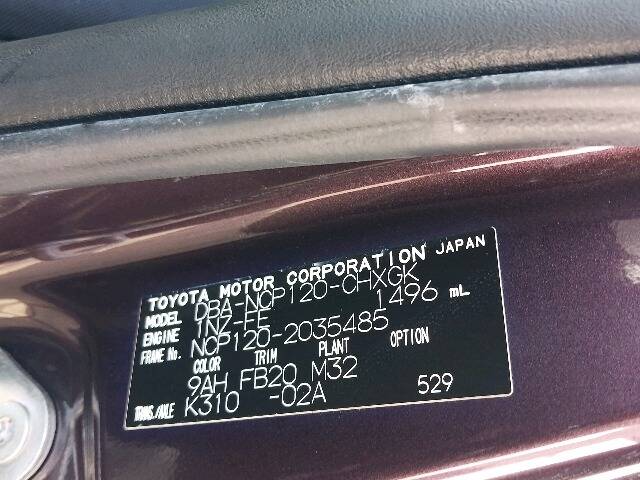 TOYOTA MOTOR CORPORATION JAPAN
MODEL DBA-NCP120-CHXGK
ENGINE 1NZ-FE 1496 mL
FRAME No. NCP120-2035485
COLOR TRIM PLANT OPTION
9AH FB20 M32
TRANS./AXLE K310 -02A 529